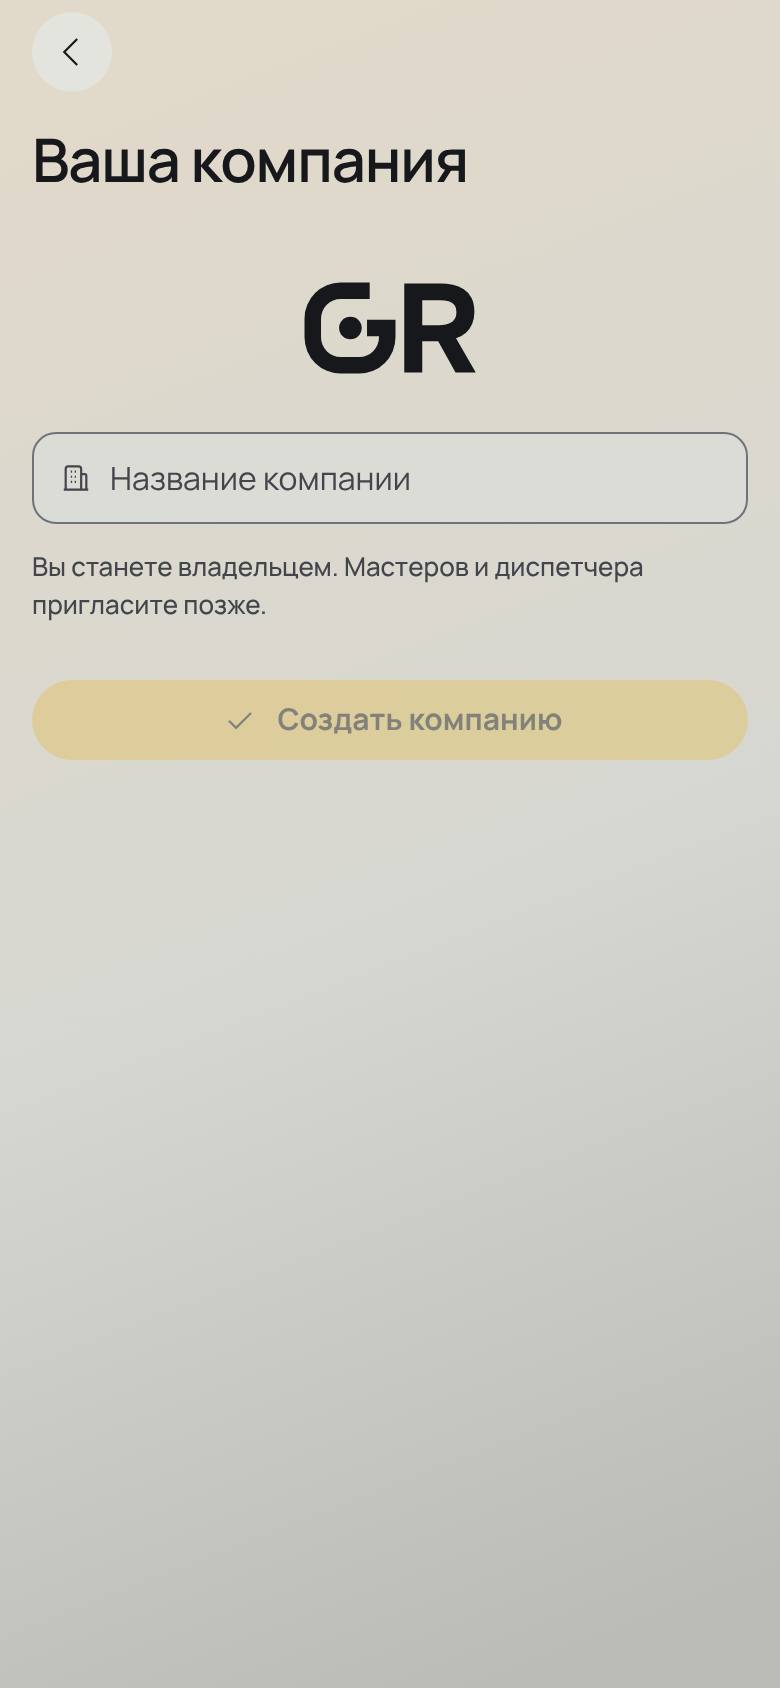 Ваша компания
GR
Название компании
Вы станете владельцем. Мастеров и диспетчера
пригласите позже.
Создать компанию